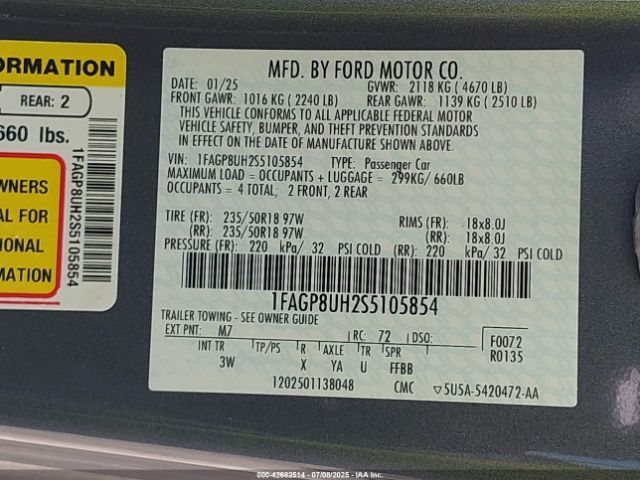 ORMATION
REAR: 2
660 lbs.
WNERS
AL FOR
IONAL
MATION
1FAGP8UH2S5105854
MFD. BY FORD MOTOR CO.
DATE: 01/25 GVWR: 2118 KG ( 4670 LB)
FRONT GAWR: 1016 KG ( 2240 LB) REAR GAWR: 1139 KG ( 2510 LB)
THIS VEHICLE CONFORMS TO ALL APPLICABLE FEDERAL MOTOR
VEHICLE SAFETY, BUMPER, AND THEFT PREVENTION STANDARDS
IN EFFECT ON THE DATE OF MANUFACTURE SHOWN ABOVE.
VIN: 1FAGP8UH2S5105854 TYPE: Passenger Car
MAXIMUM LOAD = OCCUPANTS + LUGGAGE = 299KG/ 660LB
OCCUPANTS = 4 TOTAL; 2 FRONT, 2 REAR
TIRE (FR): 235/50R18 97W RIMS (FR): 18x8.0J
(RR): 235/50R18 97W (RR): 18x8.0J
PRESSURE (FR): 220 kPa/ 32 PSI COLD (RR): 220 kPa/ 32 PSI COLD
1FAGP8UH2S5105854
TRAILER TOWING - SEE OWNER GUIDE
EXT PNT: M7 RC: 72 DSO: F0072
INT TR TP/PS R AXLE TR SPR R0135
3W X YA U FFBB
1202501138048 CMC ▽SU5A-5420472-AA
00-42682514 - 07/08/2025 - IAAI.com